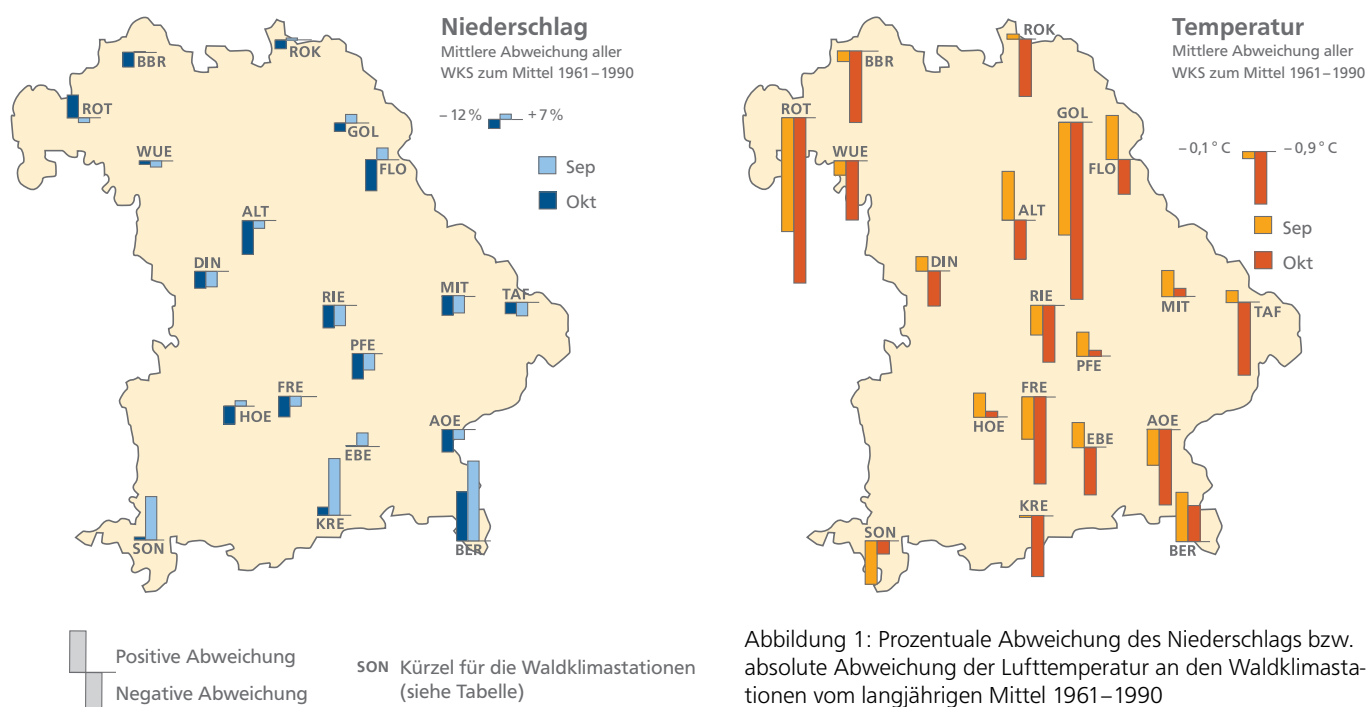 Niederschlag
Mittlere Abweichung aller
WKS zum Mittel 1961–1990
– 12 % + 7 %
Sep
Okt
ROK
BBR
ROT
GOL
WUE
FLO
ALT
DIN
MIT
TAF
RIE
PFE
FRE
HOE
AOE
EBE
KRE
SON
BER
Positive Abweichung
Negative Abweichung
SON Kürzel für die Waldklimastationen
(siehe Tabelle)
Temperatur
Mittlere Abweichung aller
WKS zum Mittel 1961–1990
– 0,1 ° C – 0,9 ° C
Sep
Okt
ROK
BBR
ROT
GOL
WUE
FLO
ALT
DIN
MIT
TAF
RIE
PFE
FRE
HOE
AOE
EBE
KRE
SON
BER
Abbildung 1: Prozentuale Abweichung des Niederschlags bzw.
absolute Abweichung der Lufttemperatur an den Waldklimasta-
tionen vom langjährigen Mittel 1961–1990